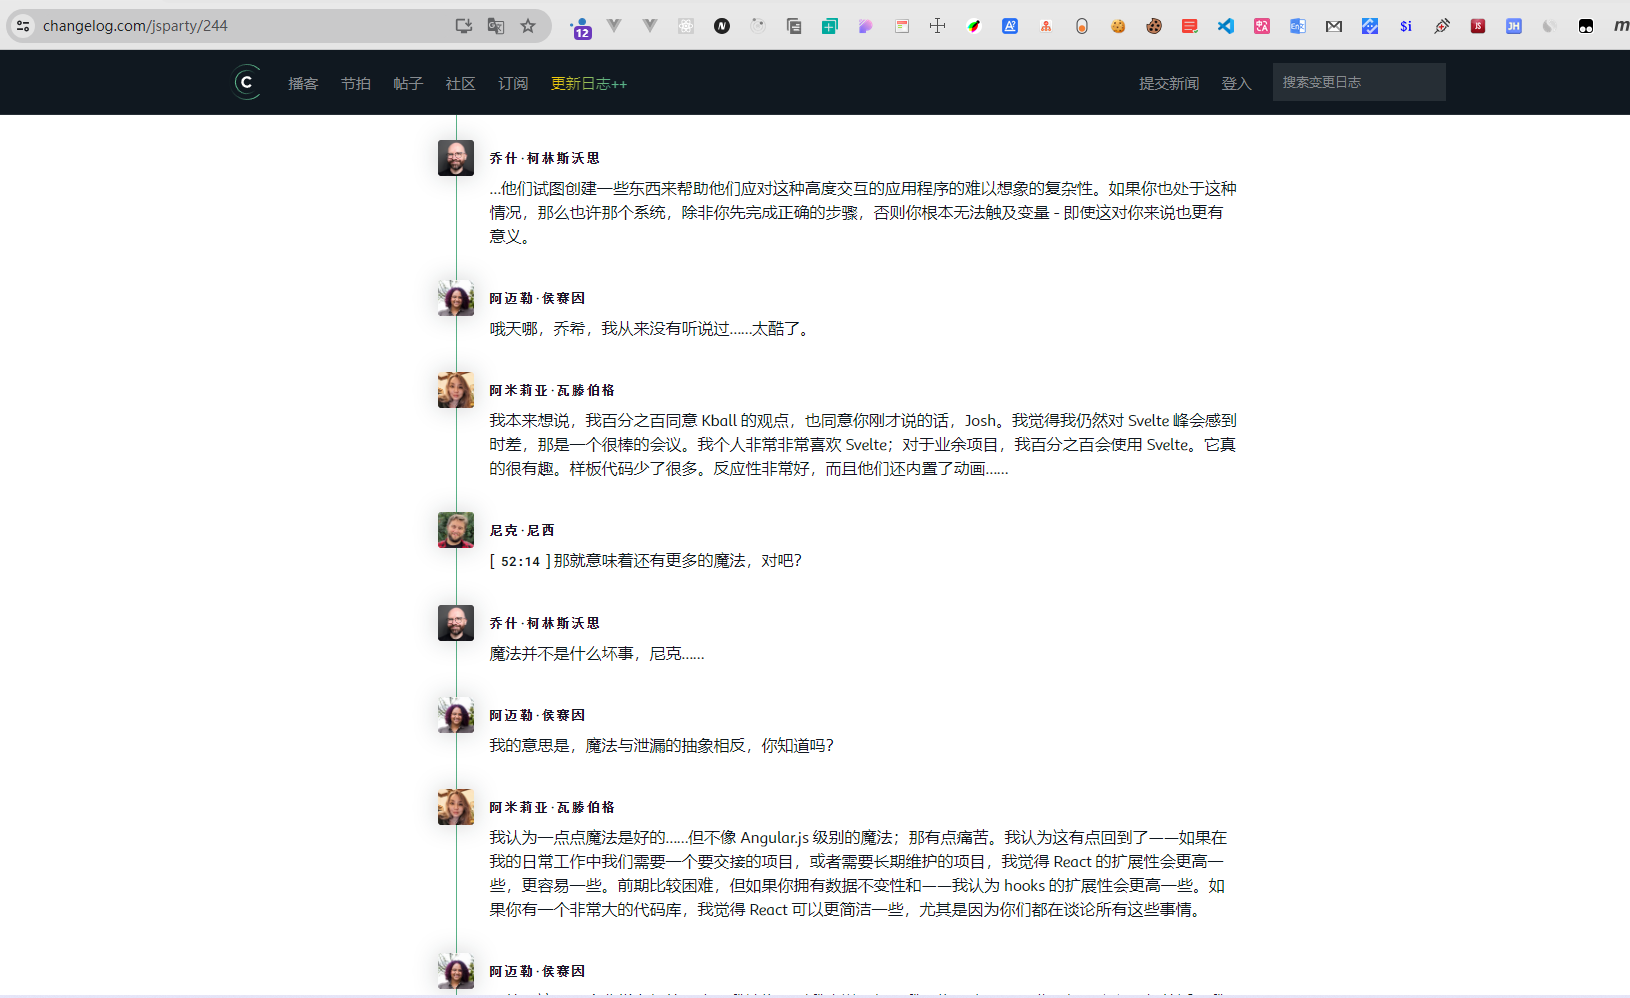 changelog.com/jsparty/244
12
播客 节拍 帖子 社区 订阅 更新日志++ 提交新闻 登入 搜索变更日志
乔什·柯林斯沃思
...他们试图创建一些东西来帮助他们应对这种高度交互的应用程序的难以想象的复杂性。如果你也处于这种
情况，那么也许那个系统，除非你先完成正确的步骤，否则你根本无法触及变量 - 即使这对你来说也更有
意义。
阿迈勒·侯赛因
哦天哪，乔希，我从来没有听说过……太酷了。
阿米莉亚·瓦滕伯格
我本来想说，我百分之百同意 Kball 的观点，也同意你刚才说的话，Josh。我觉得我仍然对 Svelte 峰会感到
时差，那是一个很棒的会议。我个人非常非常喜欢 Svelte；对于业余项目，我百分之百会使用 Svelte。它真
的很有趣。样板代码少了很多。反应性非常好，而且他们还内置了动画……
尼克·尼西
[ 52:14 ] 那就意味着还有更多的魔法，对吧？
乔什·柯林斯沃思
魔法并不是什么坏事，尼克……
阿迈勒·侯赛因
我的意思是，魔法与泄漏的抽象相反，你知道吗？
阿米莉亚·瓦滕伯格
我认为一点点魔法是好的……但不像 Angular.js 级别的魔法；那有点痛苦。我认为这有点回到了——如果在
我的日常工作中我们需要一个要交接的项目，或者需要长期维护的项目，我觉得 React 的扩展性会更高一
些，更容易一些。前期比较困难，但如果你拥有数据不变性和——我认为 hooks 的扩展性会更高一些。如
果你有一个非常大的代码库，我觉得 React 可以更简洁一些，尤其是因为你们都在谈论所有这些事情。
阿迈勒·侯赛因